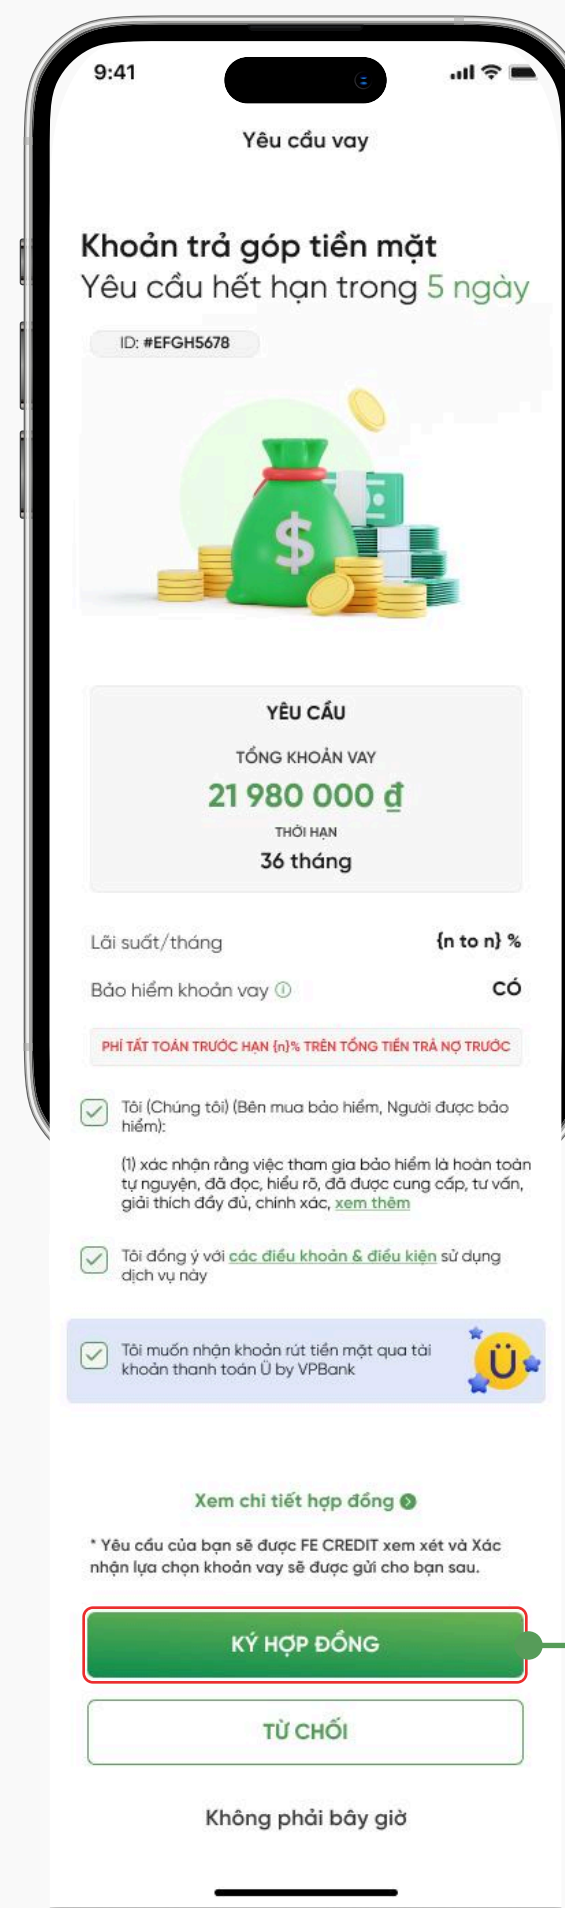 9:41
Yêu cầu vay
Khoản trả góp tiền mặt
Yêu cầu hết hạn trong 5 ngày
ID: #EFGH5678
$
YÊU CẦU
TỔNG KHOẢN VAY
21 980 000 ₫
THỜI HẠN
36 tháng
Lãi suất/tháng {n to n} %
Bảo hiểm khoản vay CÓ
PHÍ TẤT TOÁN TRƯỚC HẠN {n}% TRÊN TỔNG TIỀN TRẢ NỢ TRƯỚC
Tôi (Chúng tôi) (Bên mua bảo hiểm, Người được bảo
hiểm):
(1) xác nhận rằng việc tham gia bảo hiểm là hoàn toàn
tự nguyện, đã đọc, hiểu rõ, đã được cung cấp, tư vấn,
giải thích đầy đủ, chính xác, xem thêm
Tôi đồng ý với các điều khoản & điều kiện sử dụng
dịch vụ này
Tôi muốn nhận khoản rút tiền mặt qua tài
khoản thanh toán Ü by VPBank
Ü
Xem chi tiết hợp đồng
* Yêu cầu của bạn sẽ được FE CREDIT xem xét và Xác
nhận lựa chọn khoản vay sẽ được gửi cho bạn sau.
KÝ HỢP ĐỒNG
TỪ CHỐI
Không phải bây giờ